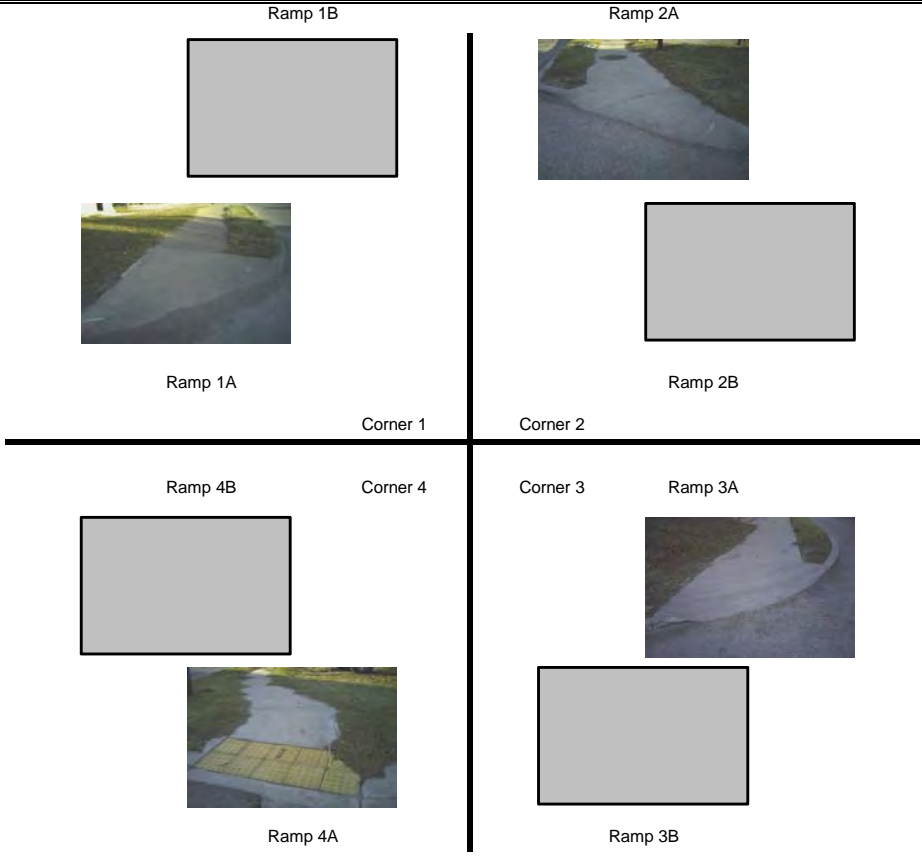 Ramp 1B
Ramp 2A
Ramp 1A
Ramp 2B
Corner 1
Corner 2
Ramp 4B
Corner 4
Corner 3
Ramp 3A
Ramp 4A
Ramp 3B